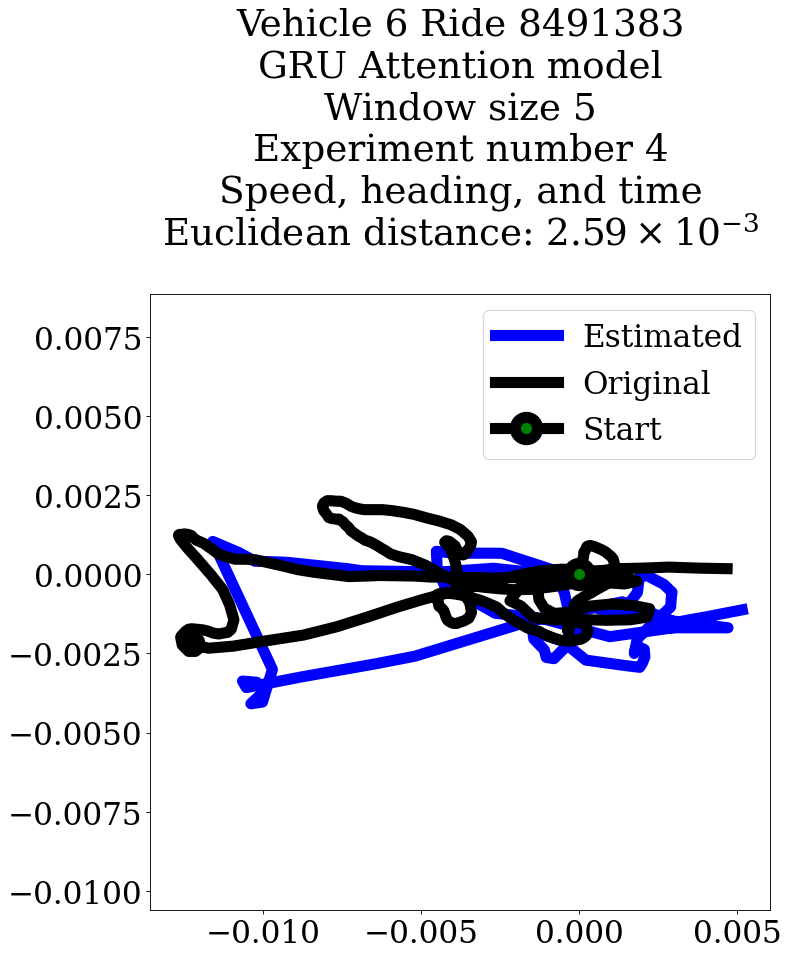 Vehicle 6 Ride 8491383
GRU Attention model
Window size 5
Experiment number 4
Speed, heading, and time
Euclidean distance: 2.59 × 10⁻³
Estimated
Original
Start
0.0075
0.0050
0.0025
0.0000
−0.0025
−0.0050
−0.0075
−0.0100
−0.010 −0.005 0.000 0.005